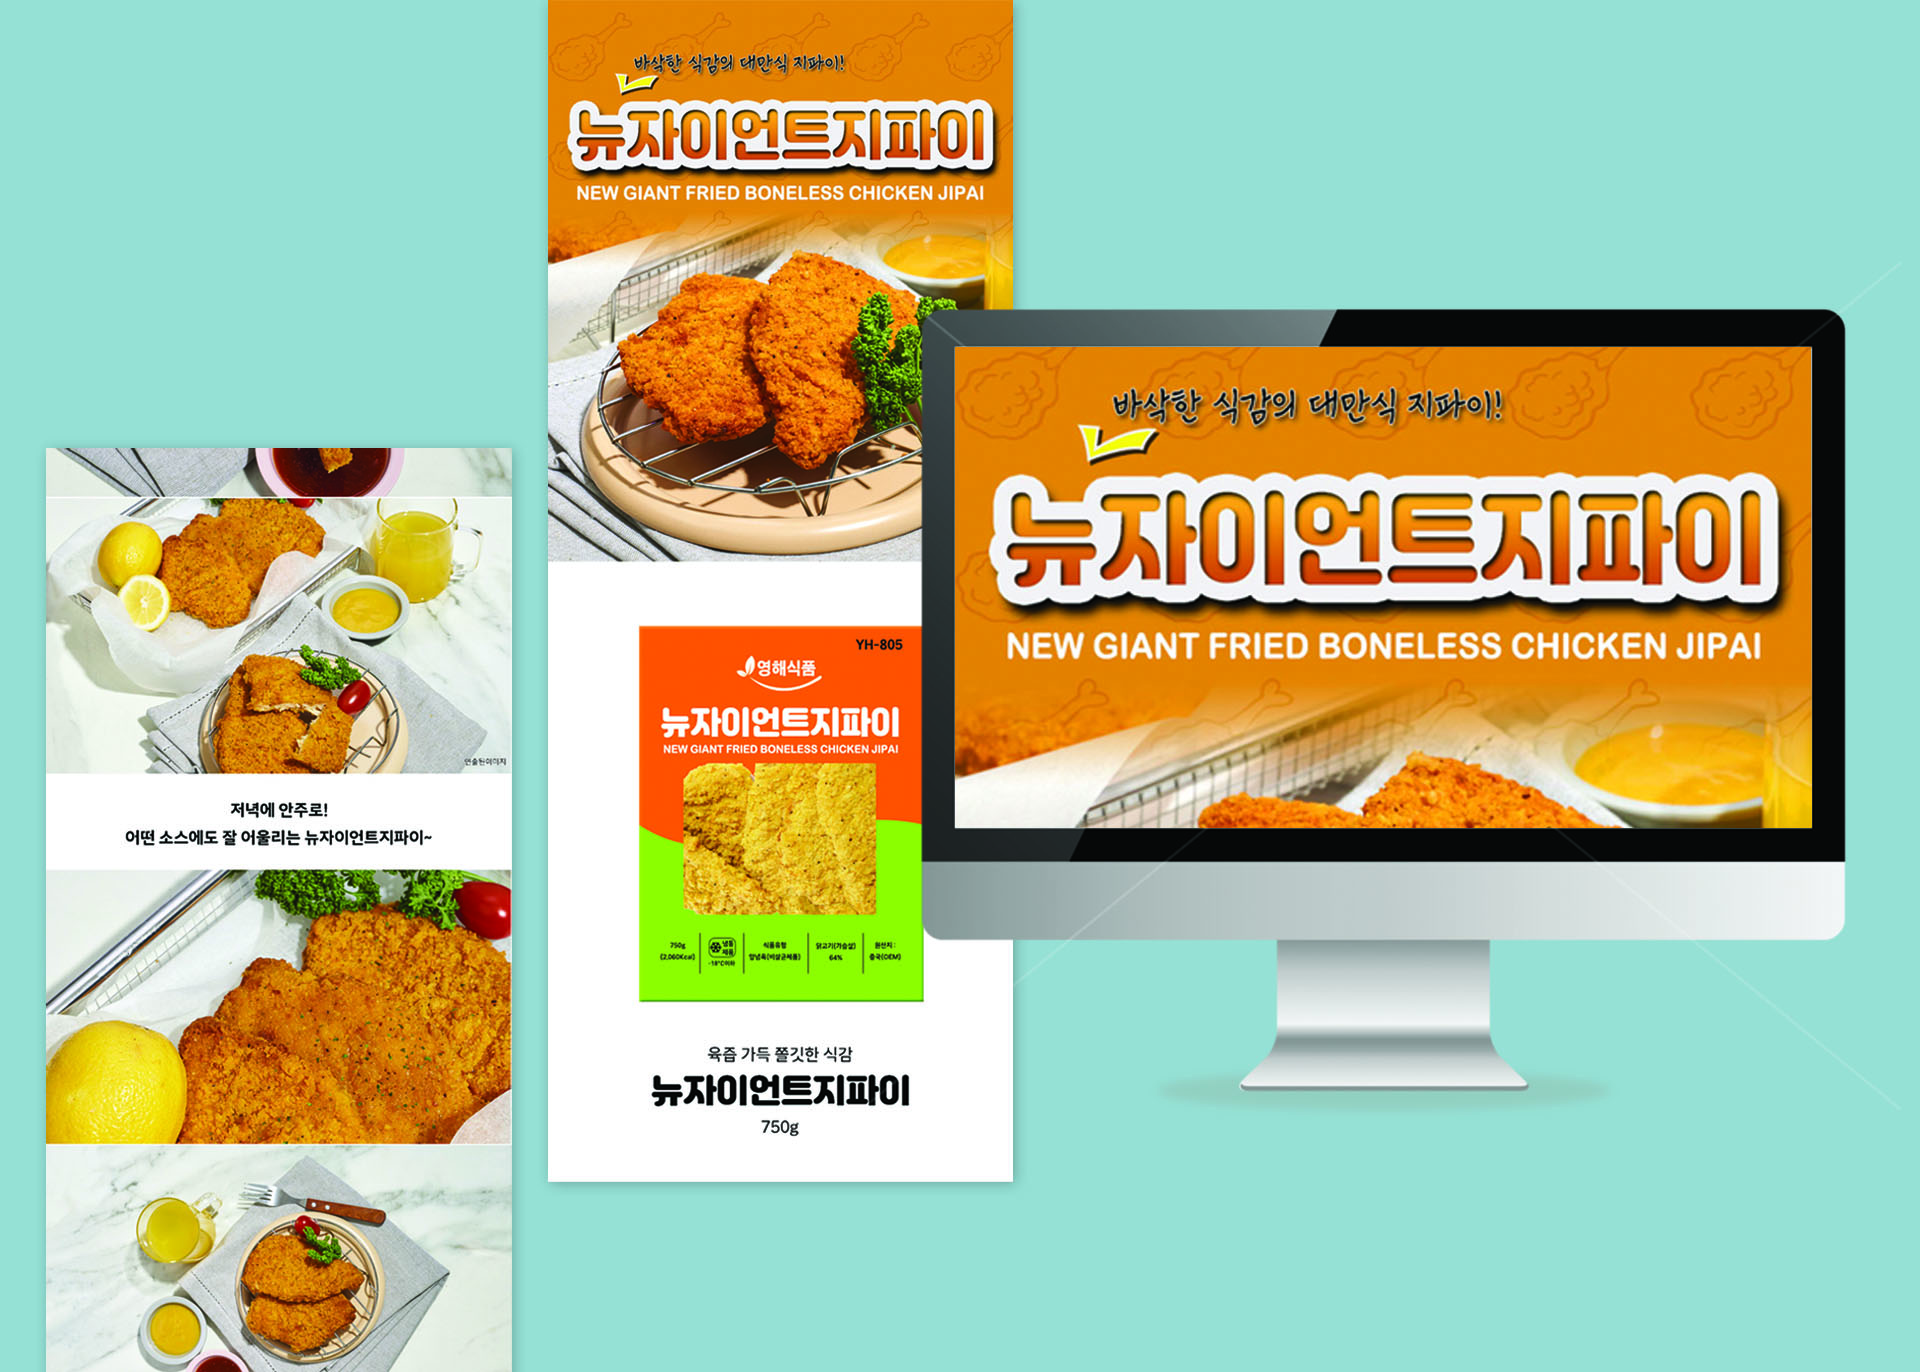 바삭한 식감의 대만식 지파이!
뉴자이언트지파이
NEW GIANT FRIED BONELESS CHICKEN JIPAI
YH-805
영해식품
뉴자이언트지파이
NEW GIANT FRIED BONELESS CHICKEN JIPAI
750g
(2,060Kcal)
냉동
제품
-18°C이하
식품유형
양념육(비살균제품)
닭고기(가슴살)
64%
원산지 :
중국(OEM)
육즙 가득 쫄깃한 식감
뉴자이언트지파이
750g
연출된이미지
저녁에 안주로!
어떤 소스에도 잘 어울리는 뉴자이언트지파이~
바삭한 식감의 대만식 지파이!
뉴자이언트지파이
NEW GIANT FRIED BONELESS CHICKEN JIPAI